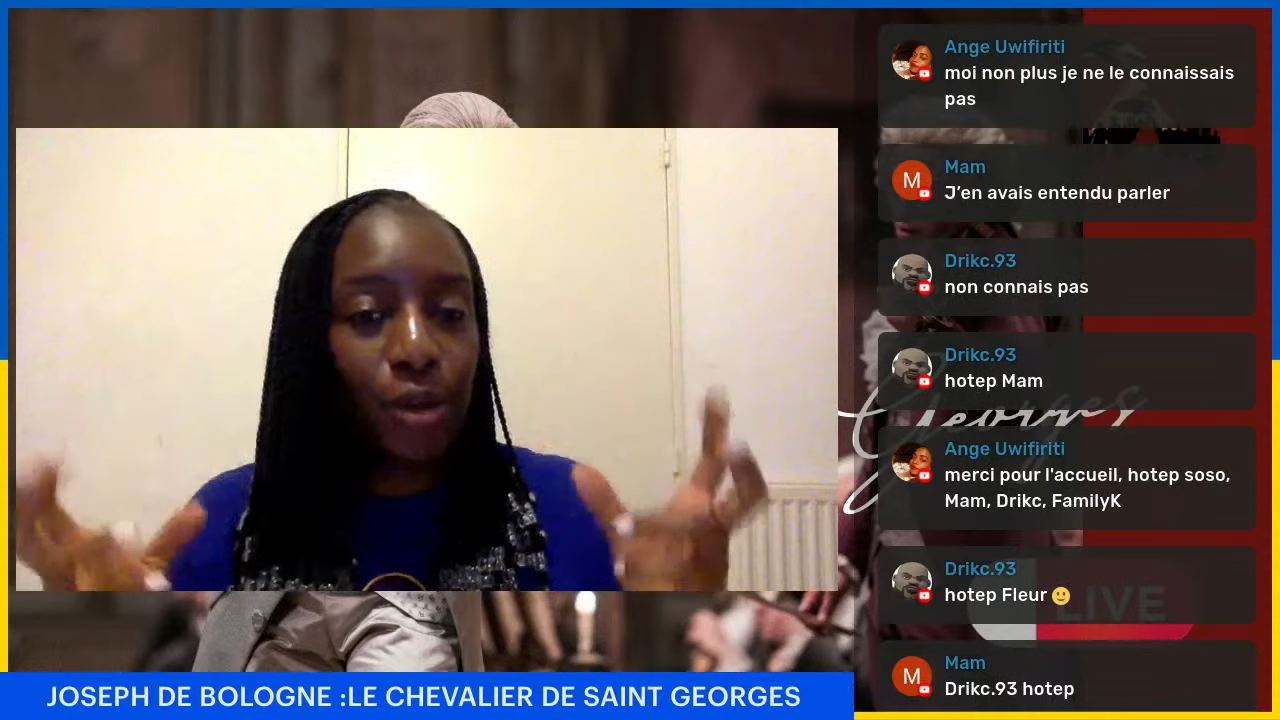 Ange Uwifiriti
moi non plus je ne le connaissais
pas
Mam
J’en avais entendu parler
Drikc.93
non connais pas
Drikc.93
hotep Mam
Georges
Ange Uwifiriti
merci pour l'accueil, hotep soso,
Mam, Drikc, FamilyK
Drikc.93
hotep Fleur 🙂
LIVE
Mam
Drikc.93 hotep
M
M
JOSEPH DE BOLOGNE :LE CHEVALIER DE SAINT GEORGES